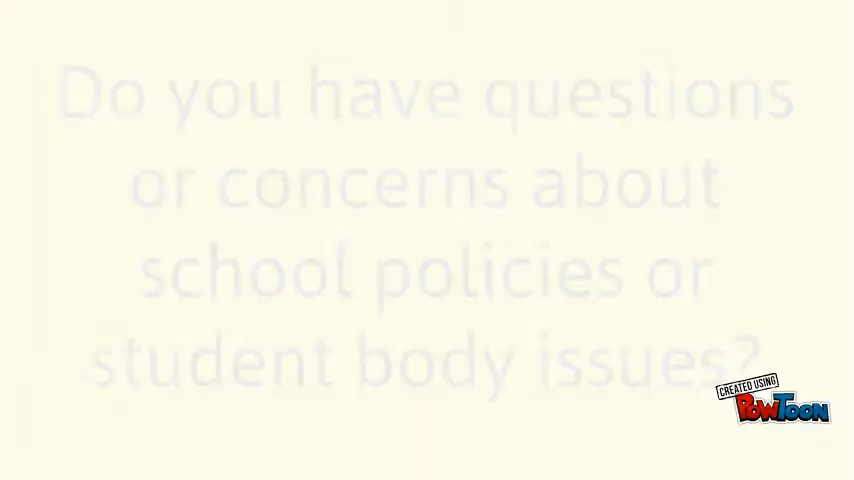 Do you have questions
or concerns about
school policies or
student body issues?
CREATED USING
POWTOON